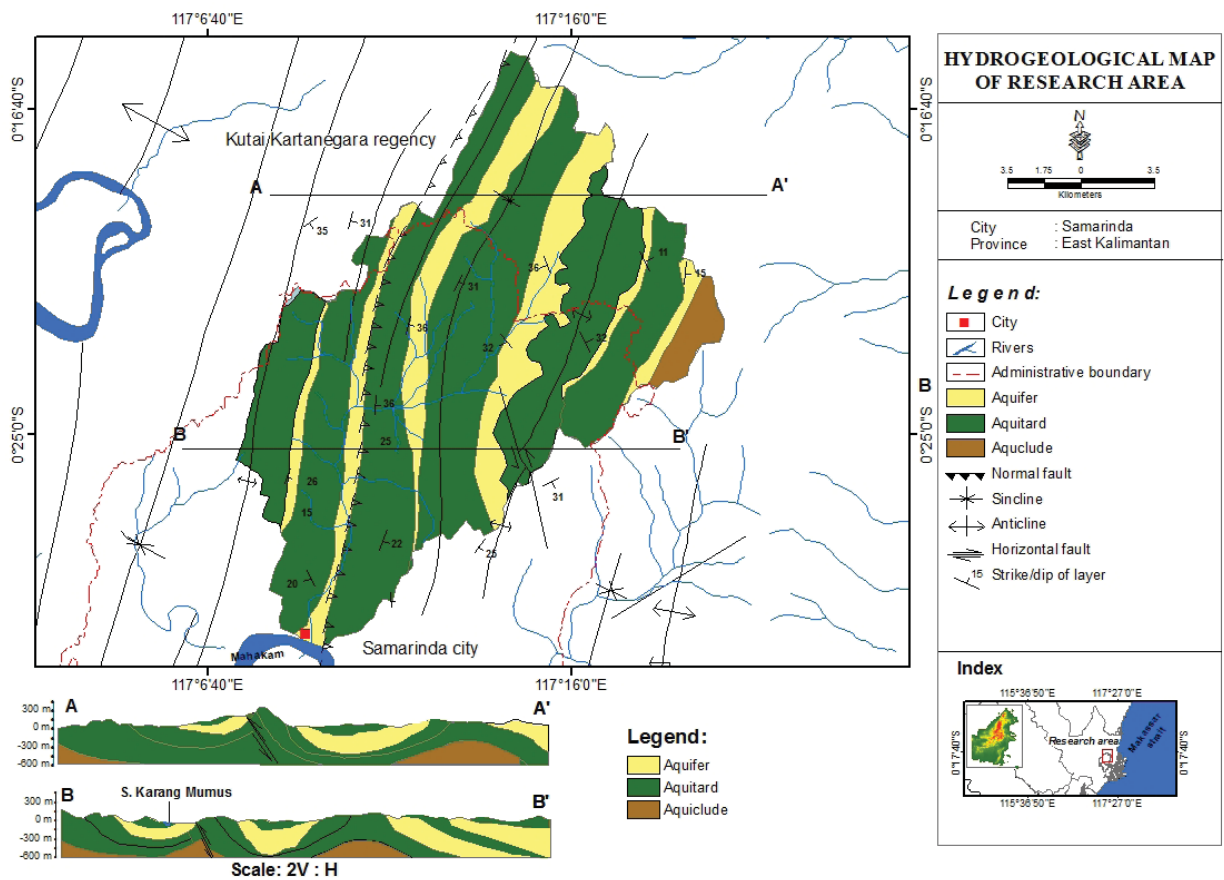 117°6'40"E
117°16'0"E
0°16'40"S
0°16'40"S
Kutai Kartanegara regency
A
A'
35
31
36
11
15
31
36
32
32
36
B
25
B'
0°25'0"S
0°25'0"S
B
26
31
15
22
25
20
Mahakam
Samarinda city
117°6'40"E
117°16'0"E
HYDROGEOLOGICAL MAP
OF RESEARCH AREA
N
3.5 1.75 0 3.5
Kilometers
City : Samarinda
Province : East Kalimantan
Legend:
City
Rivers
Administrative boundary
Aquifer
Aquitard
Aquclude
Normal fault
Sincline
Anticline
Horizontal fault
15 Strike/dip of layer
Index
115°36'50"E 117°27'0"E
0°17'40"S
0°17'40"S
Research area
Makassar
115°36'50"E 117°27'0"E
A
A'
300 m
0 m
-300
-600
B
S. Karang Mumus
B'
300 m
0 m
-300
-600 m
Scale: 2V : H
Legend:
Aquifer
Aquitard
Aquiclude